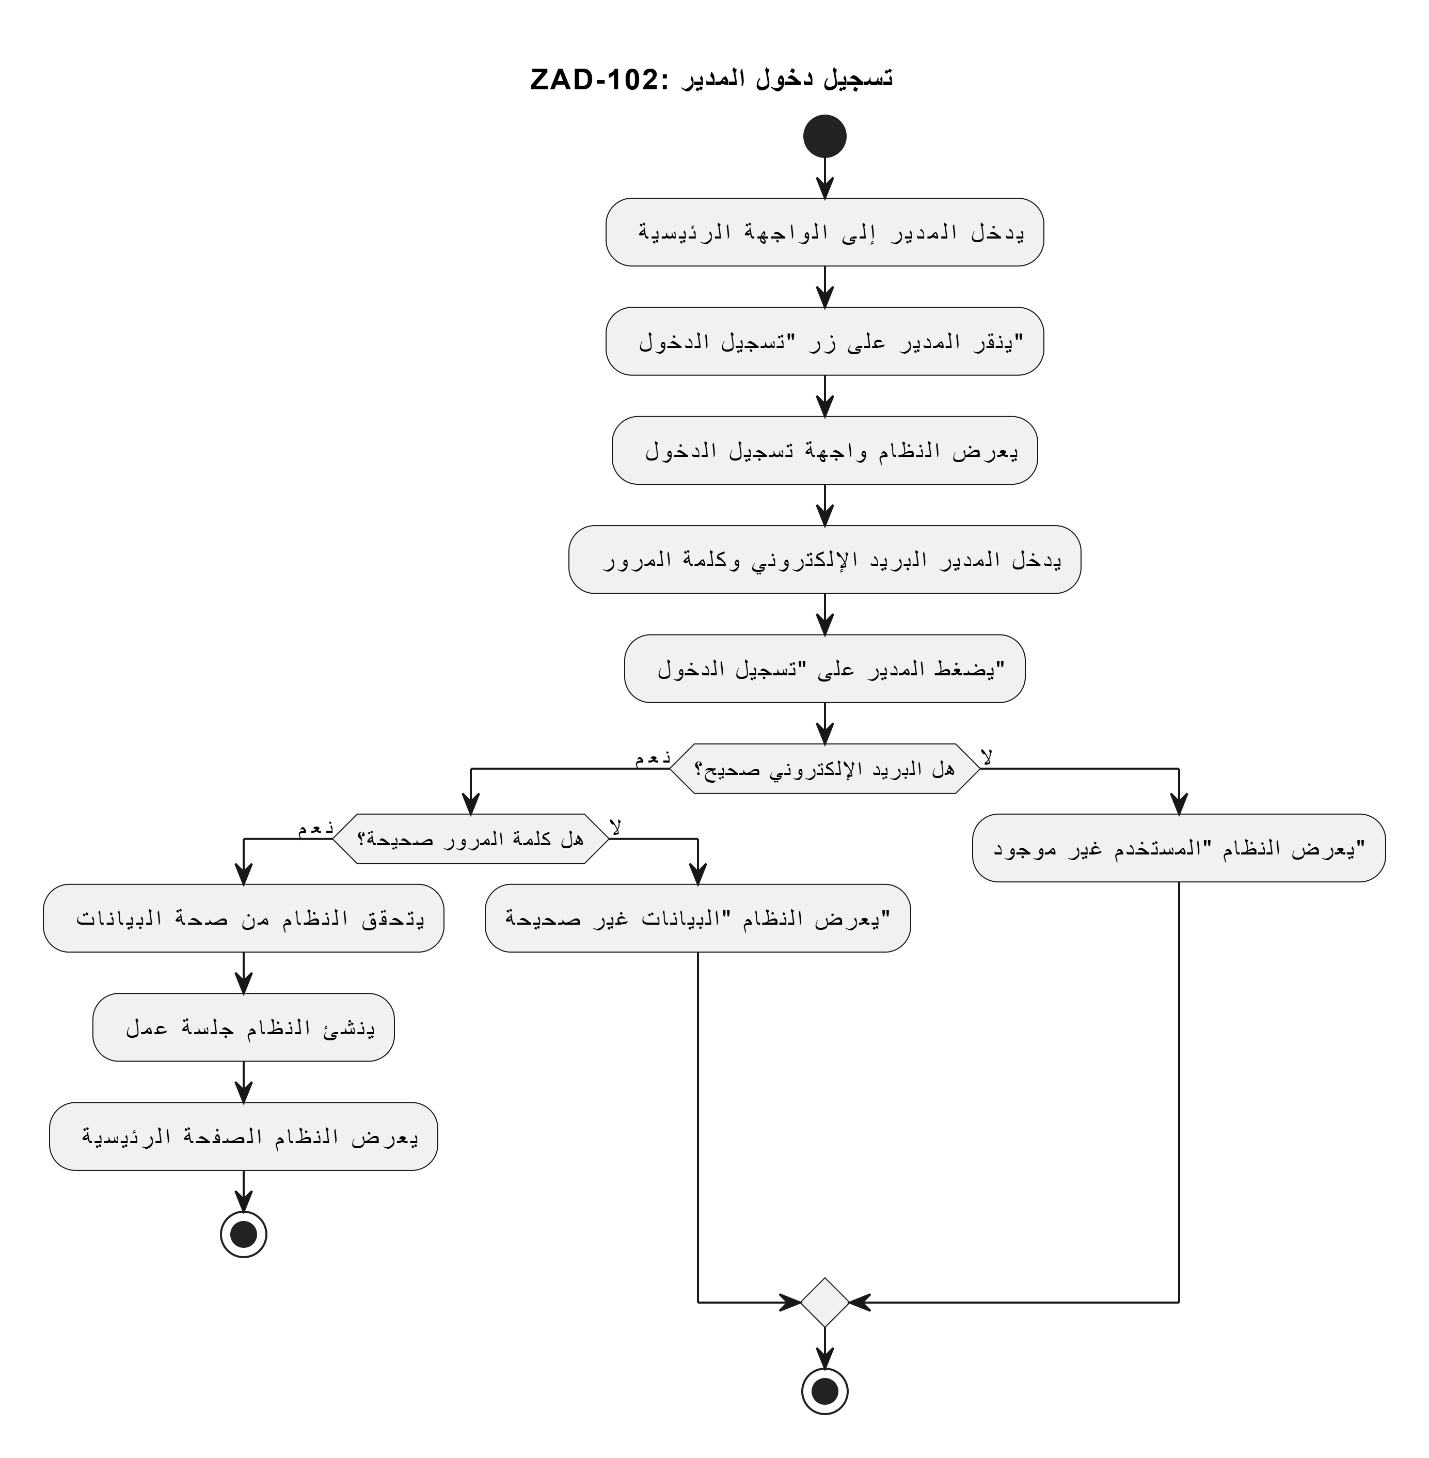 ZAD-102: تسجيل دخول المدير
يدخل المدير إلى الواجهة الرئيسية
ينقر المدير على زر "تسجيل الدخول"
يعرض النظام واجهة تسجيل الدخول
يدخل المدير البريد الإلكتروني وكلمة المرور
يضغط المدير على "تسجيل الدخول"
هل البريد الإلكتروني صحيح؟
نعم
لا
هل كلمة المرور صحيحة؟
نعم
لا
يعرض النظام "المستخدم غير موجود"
يتحقق النظام من صحة البيانات
يعرض النظام "البيانات غير صحيحة"
ينشئ النظام جلسة عمل
يعرض النظام الصفحة الرئيسية